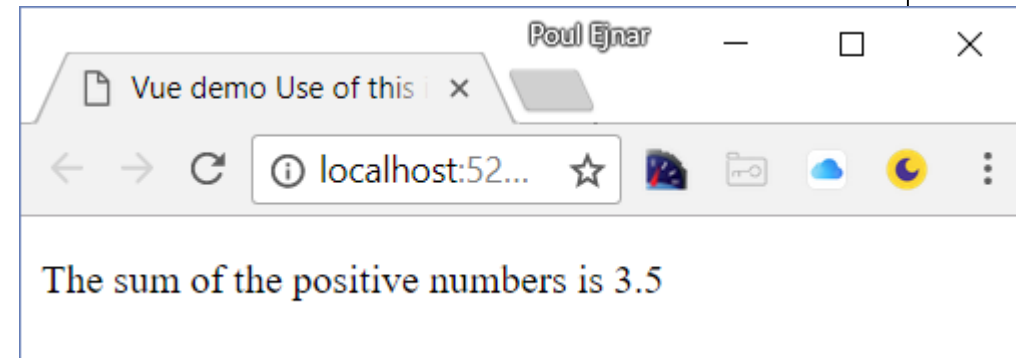 Poul Ejnar
Vue demo Use of this
localhost:52...
The sum of the positive numbers is 3.5